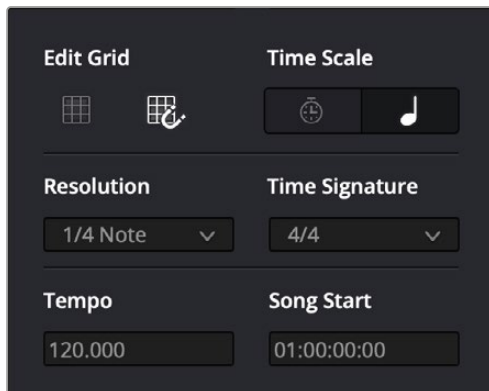 Edit Grid Time Scale
Resolution Time Signature
1/4 Note 4/4
Tempo Song Start
120.000 01:00:00:00